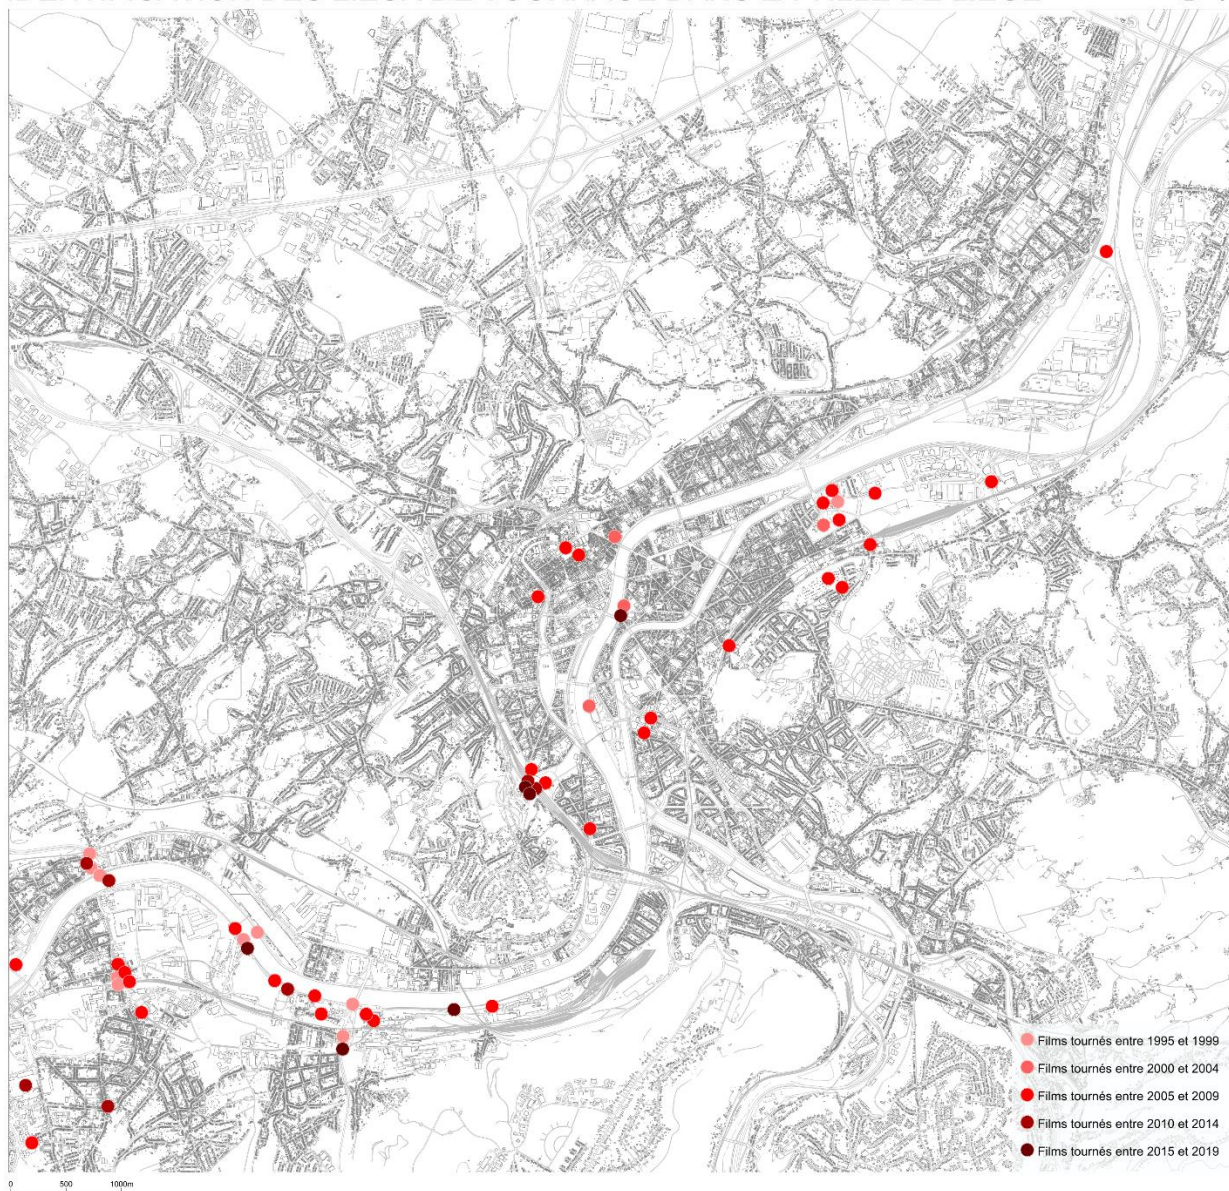 Films tournés entre 1995 et 1999
Films tournés entre 2000 et 2004
Films tournés entre 2005 et 2009
Films tournés entre 2010 et 2014
Films tournés entre 2015 et 2019
0 500 1000m